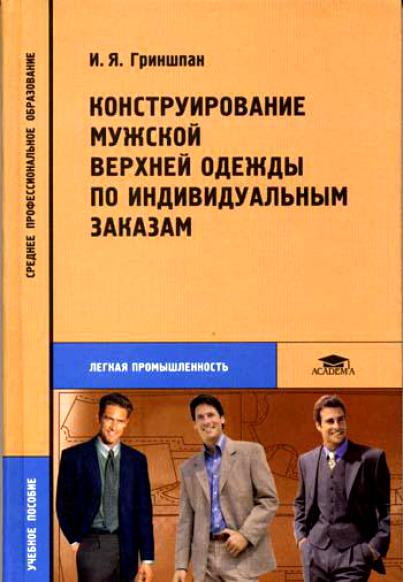 И. Я. Гриншпан
КОНСТРУИРОВАНИЕ
МУЖСКОЙ
ВЕРХНЕЙ ОДЕЖДЫ
ПО ИНДИВИДУАЛЬНЫМ
ЗАКАЗАМ
ЛЕГКАЯ ПРОМЫШЛЕННОСТЬ
ACADEMA
СРЕДНЕЕ ПРОФЕССИОНАЛЬНОЕ ОБРАЗОВАНИЕ
УЧЕБНОЕ ПОСОБИЕ